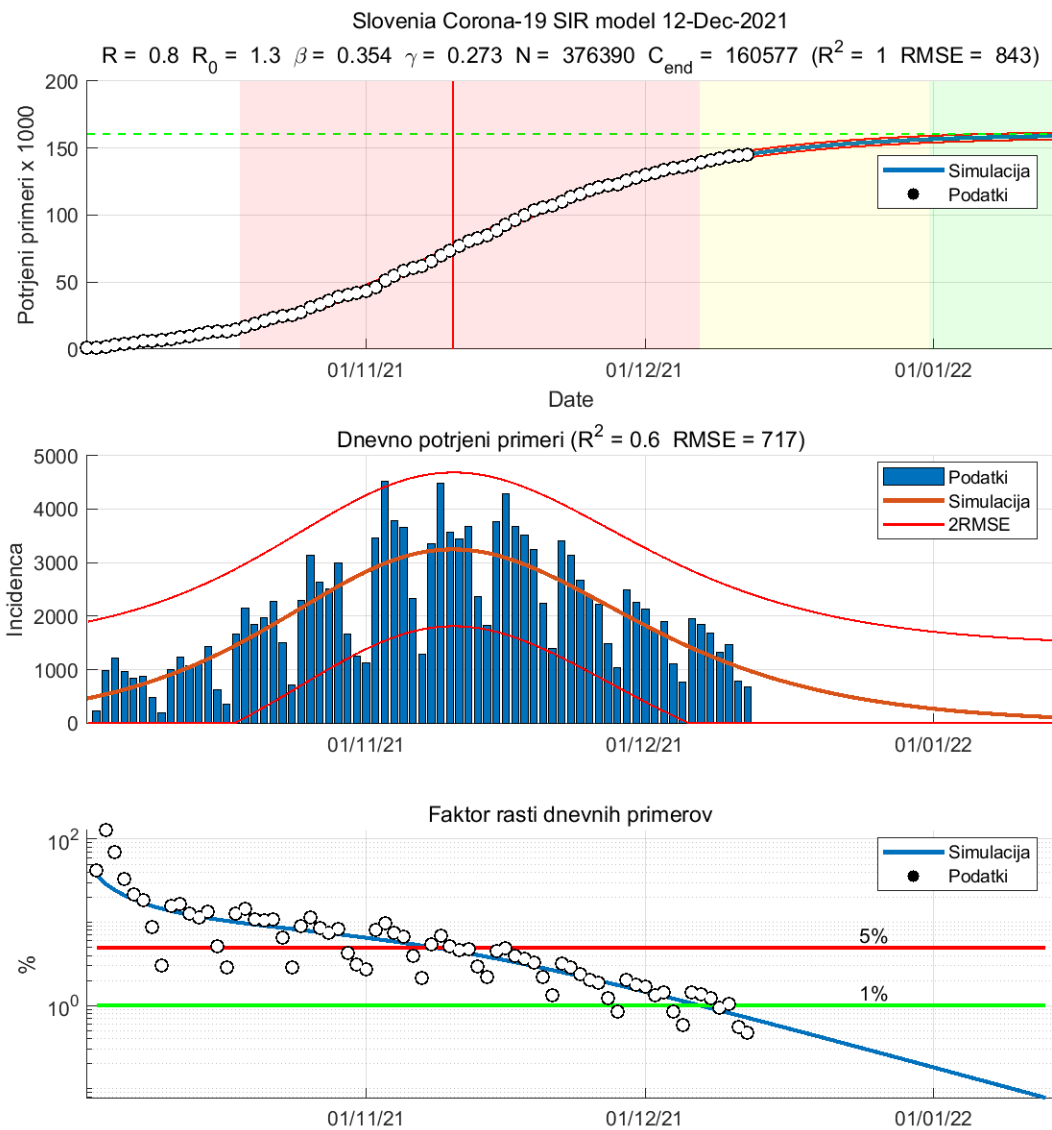 Slovenia Corona-19 SIR model 12-Dec-2021
R = 0.8 R0 = 1.3 β = 0.354 γ = 0.273 N = 376390 Cend = 160577 (R2 = 1 RMSE = 843)
200
150
100
50
0
Potrjeni primeri x 1000
Simulacija
Podatki
01/11/21
01/12/21
01/01/22
Date
Dnevno potrjeni primeri (R2 = 0.6 RMSE = 717)
5000
4000
3000
2000
1000
0
Incidenca
Podatki
Simulacija
2RMSE
01/11/21
01/12/21
01/01/22
Faktor rasti dnevnih primerov
102
100
%
Simulacija
Podatki
5%
1%
01/11/21
01/12/21
01/01/22